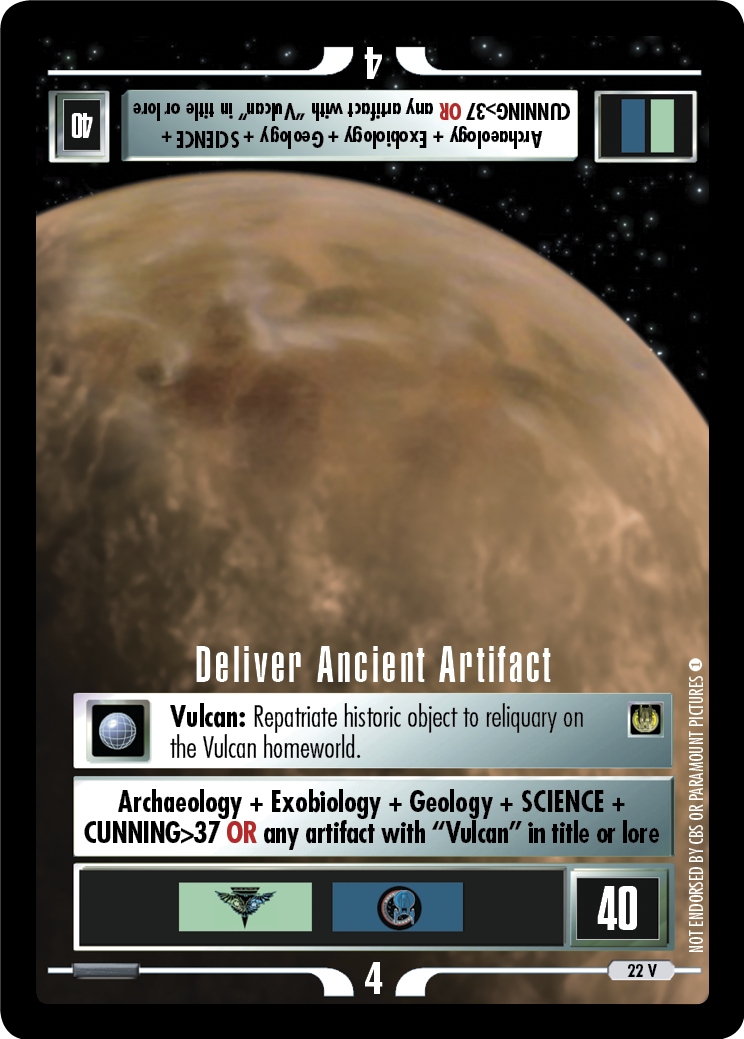 4
40
Archaeology + Exobiology + Geology + SCIENCE +
CUNNING>37 OR any artifact with "Vulcan" in title or lore
Deliver Ancient Artifact
Vulcan: Repatriate historic object to reliquary on
the Vulcan homeworld.
Archaeology + Exobiology + Geology + SCIENCE +
CUNNING>37 OR any artifact with “Vulcan” in title or lore
40
4
22 V
NOT ENDORSED BY CBS OR PARAMOUNT PICTURES 1